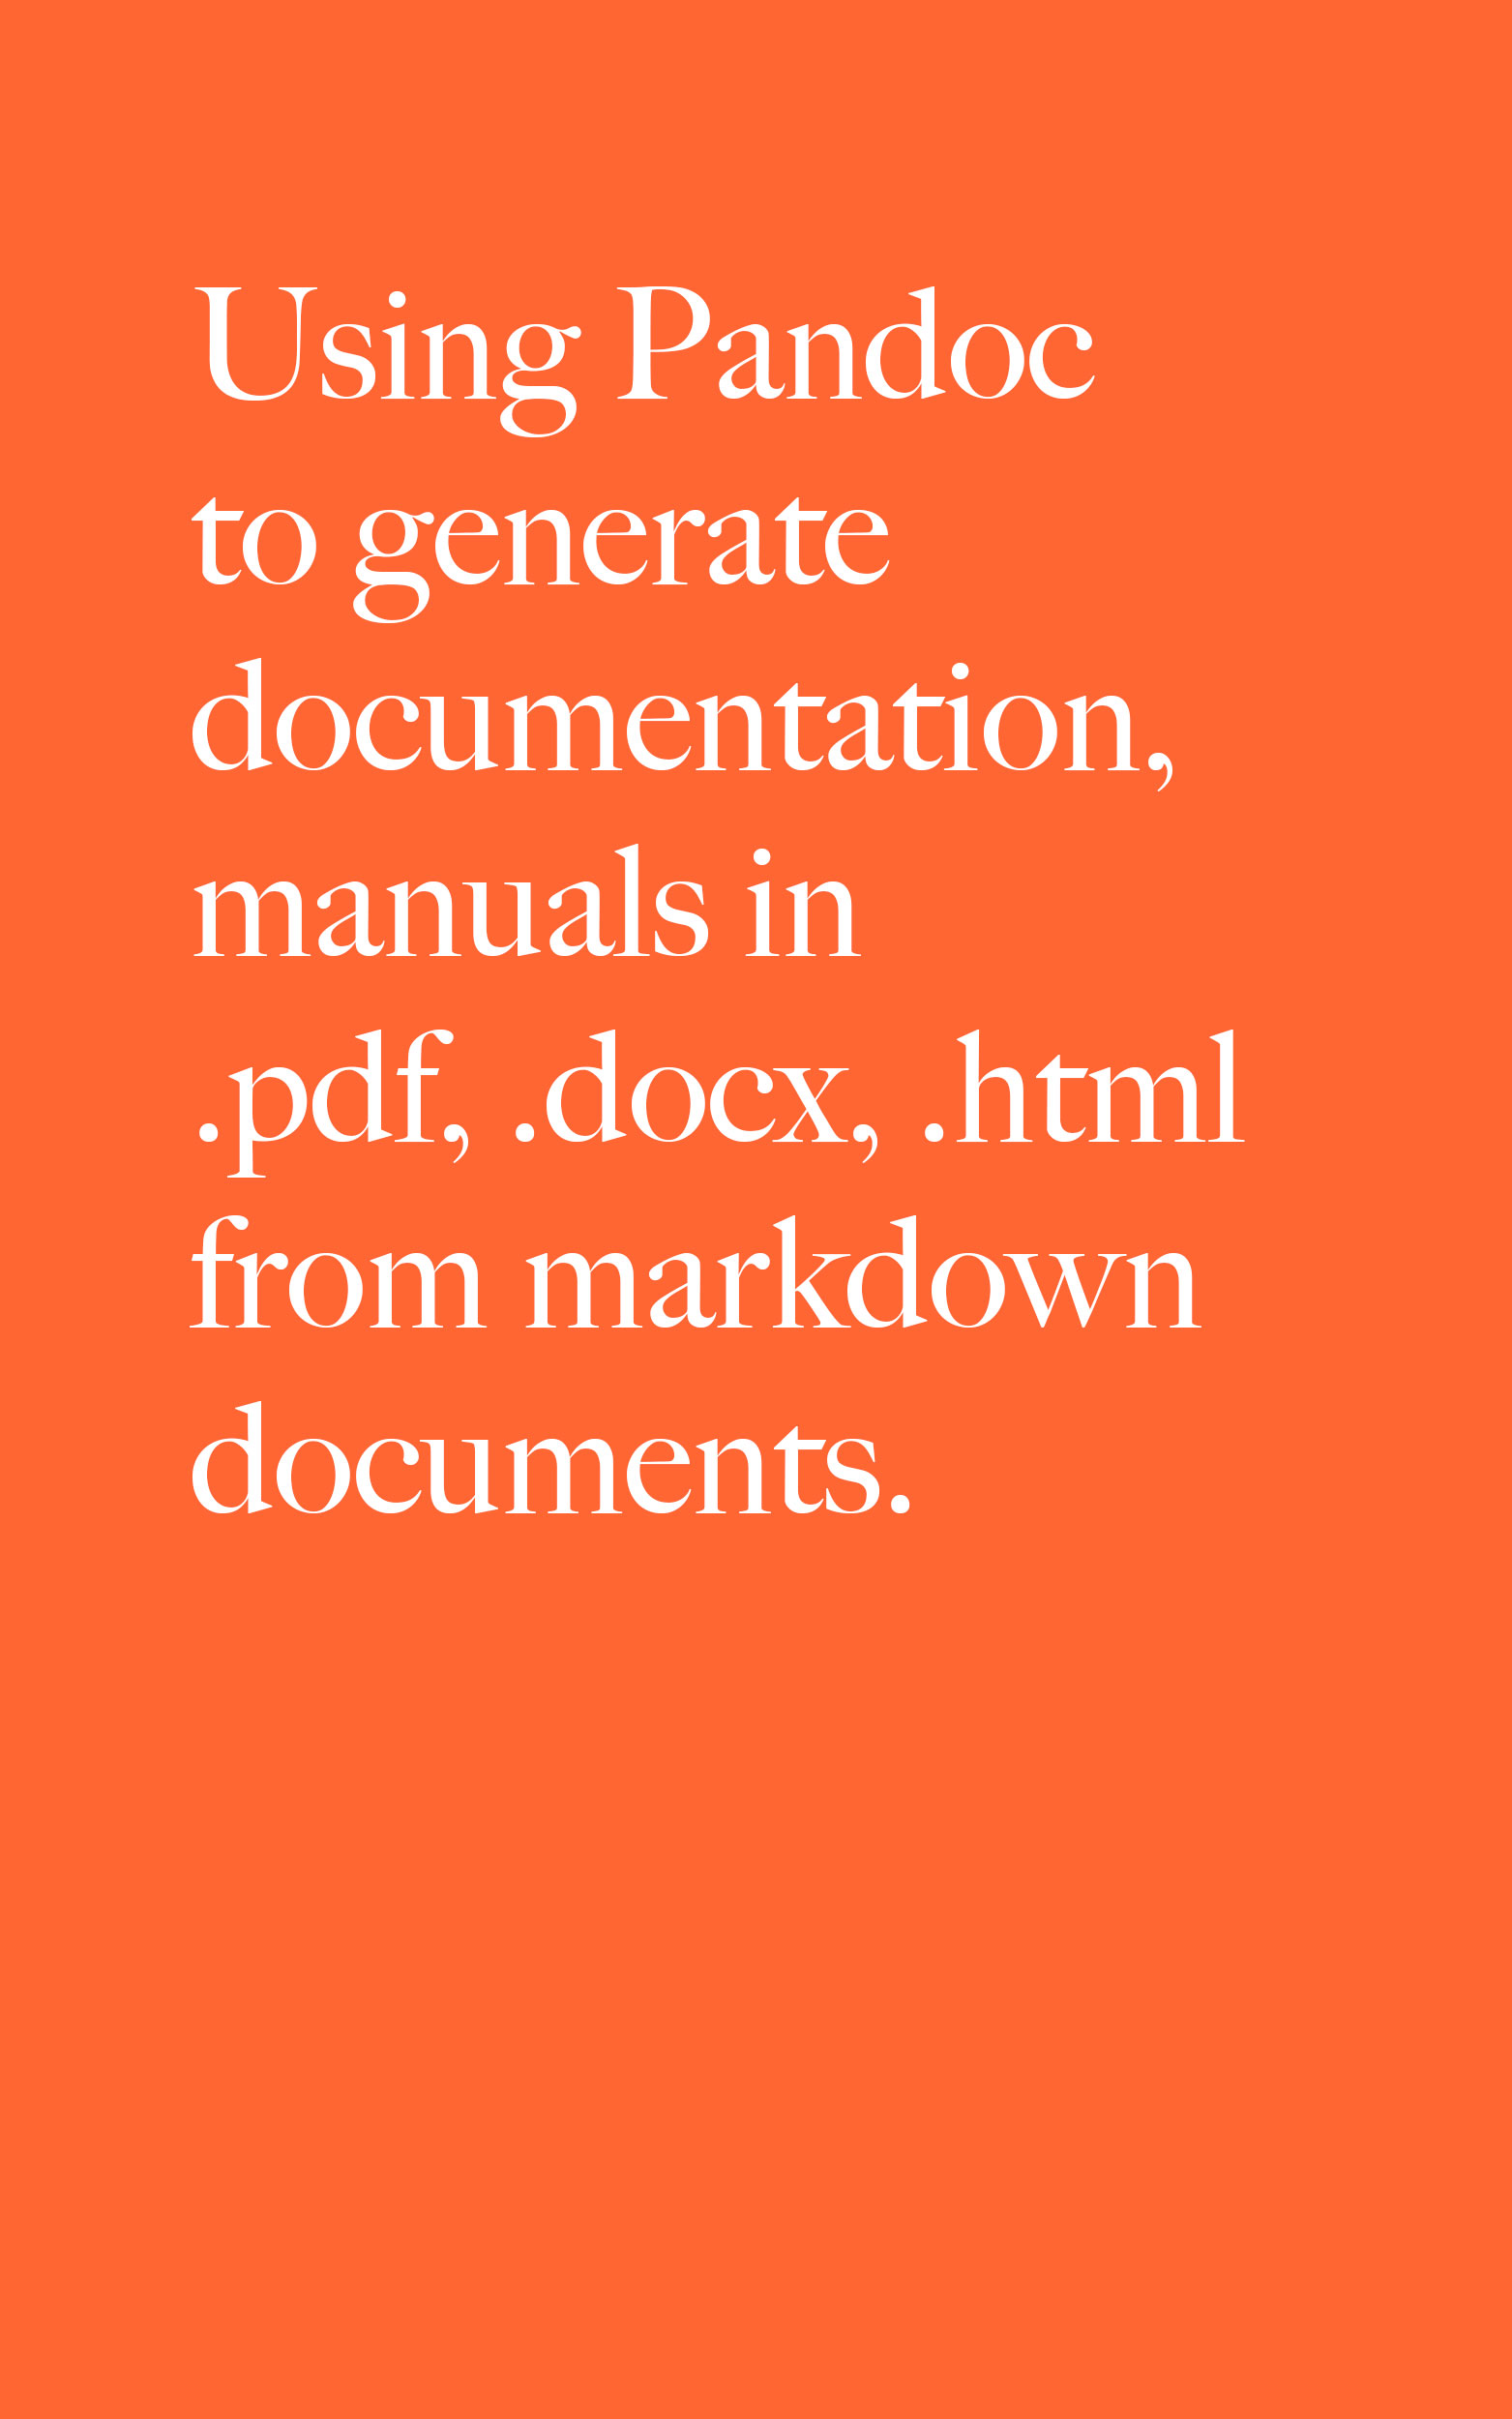 Using Pandoc
to generate
documentation,
manuals in
.pdf, .docx, .html
from markdown
documents.